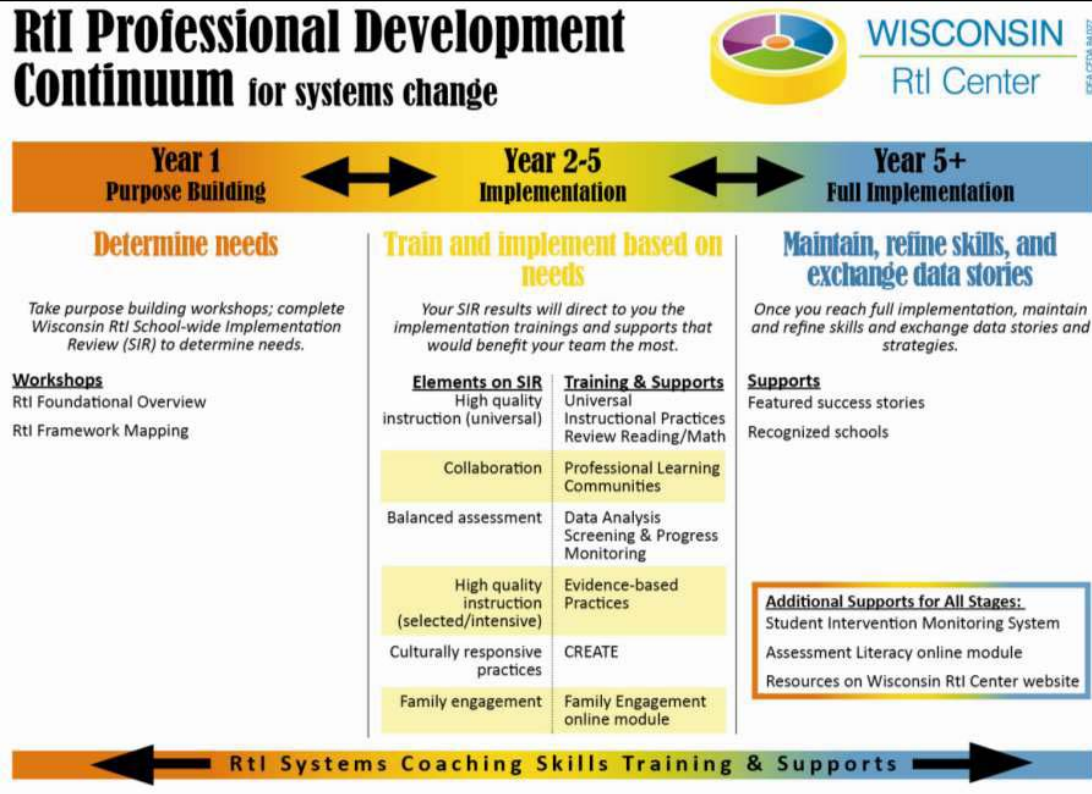 RtI Professional Development
Continuum for systems change
WISCONSIN
RtI Center
Year 1
Purpose Building
Year 2-5
Implementation
Year 5+
Full Implementation
Determine needs
Take purpose building workshops; complete
Wisconsin RtI School-wide Implementation
Review (SIR) to determine needs.
Workshops
RtI Foundational Overview
RtI Framework Mapping
Train and implement based on
needs
Your SIR results will direct to you the
implementation trainings and supports that
would benefit your team the most.
Elements on SIR
Training & Supports
High quality
instruction (universal)
Universal
Instructional Practices
Review Reading/Math
Collaboration
Professional Learning
Communities
Balanced assessment
Data Analysis
Screening & Progress
Monitoring
High quality
instruction
(selected/intensive)
Evidence-based
Practices
Culturally responsive
practices
CREATE
Family engagement
Family Engagement
online module
Maintain, refine skills, and
exchange data stories
Once you reach full implementation, maintain
and refine skills and exchange data stories and
strategies.
Supports
Featured success stories
Recognized schools
Additional Supports for All Stages:
Student Intervention Monitoring System
Assessment Literacy online module
Resources on Wisconsin RtI Center website
RtI Systems Coaching Skills Training & Supports